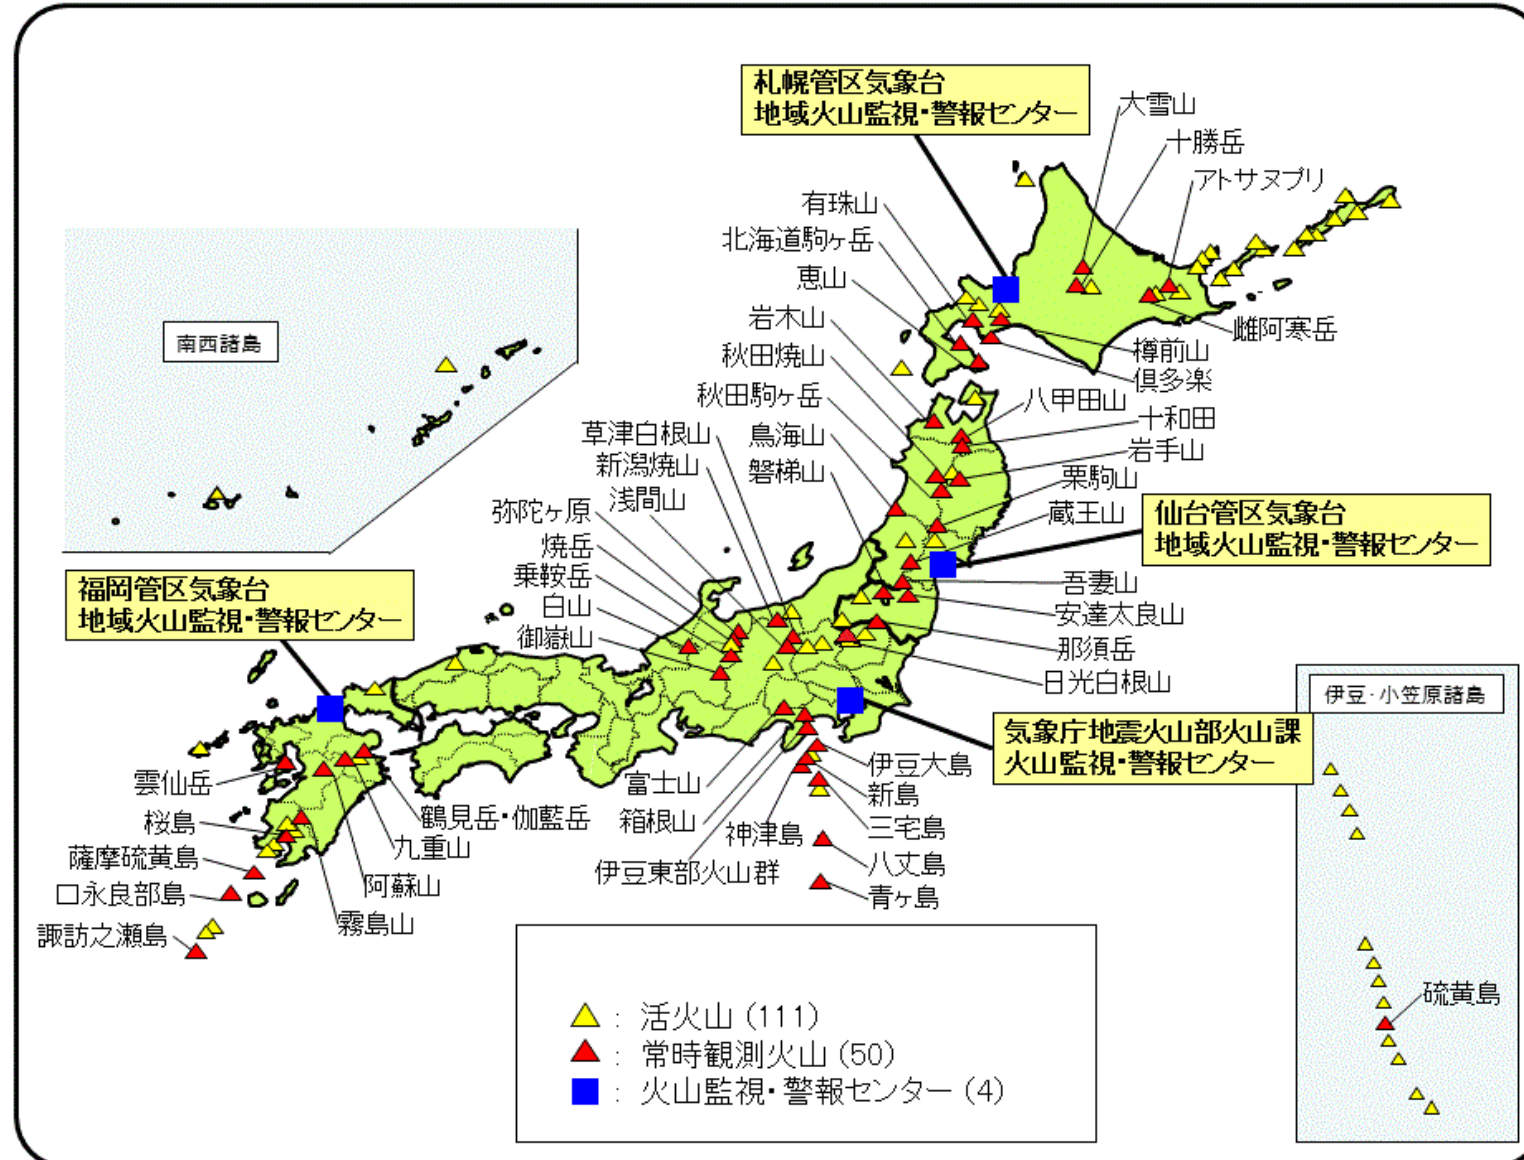 札幌管区気象台
地域火山監視・警報センター
大雪山
十勝岳
アトサヌプリ
有珠山
北海道駒ヶ岳
恵山
岩木山
秋田焼山
秋田駒ヶ岳
雌阿寒岳
樽前山
倶多楽
八甲田山
十和田
岩手山
栗駒山
蔵王山
南西諸島
草津白根山
鳥海山
新潟焼山
磐梯山
浅間山
弥陀ヶ原
焼岳
乗鞍岳
白山
御嶽山
仙台管区気象台
地域火山監視・警報センター
吾妻山
安達太良山
那須岳
日光白根山
福岡管区気象台
地域火山監視・警報センター
気象庁地震火山部火山課
火山監視・警報センター
伊豆・小笠原諸島
雲仙岳
桜島
薩摩硫黄島
口永良部島
諏訪之瀬島
鶴見岳・伽藍岳
九重山
阿蘇山
霧島山
富士山
箱根山
伊豆東部火山群
神津島
伊豆大島
新島
三宅島
八丈島
青ヶ島
硫黄島
: 活火山 (111)
: 常時観測火山 (50)
: 火山監視・警報センター (4)